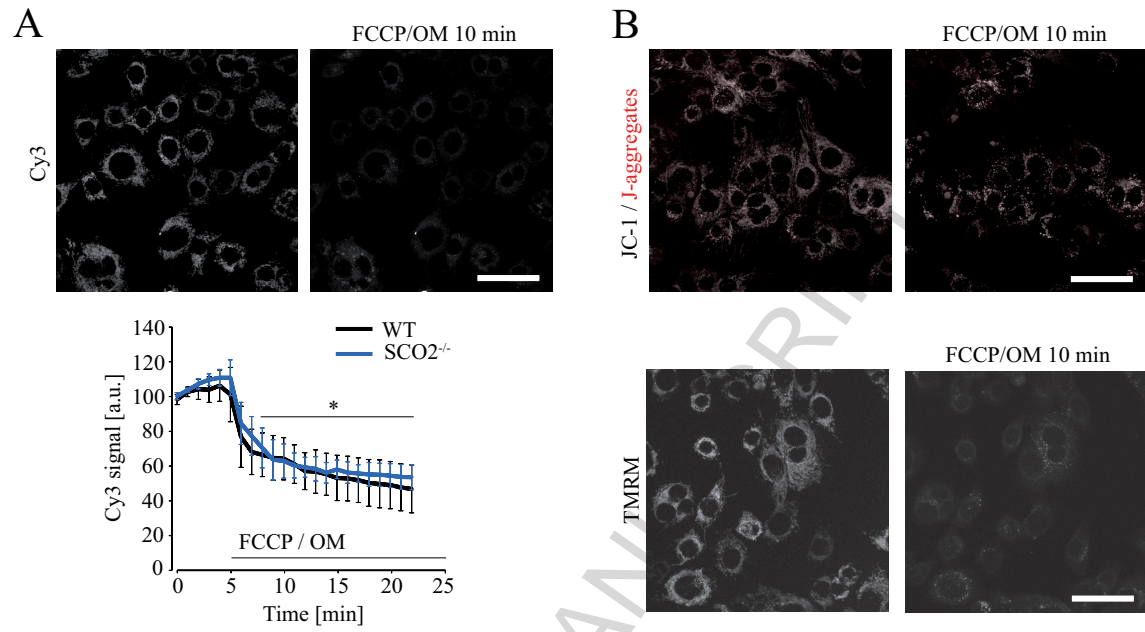 A
FCCP/OM 10 min
Cy3
140
120
100
80
60
40
20
0
Cy3 signal [a.u.]
WT
SCO2-/-
*
FCCP / OM
0 5 10 15 20 25
Time [min]
B
FCCP/OM 10 min
JC-1 / J-aggregates
FCCP/OM 10 min
TMRM